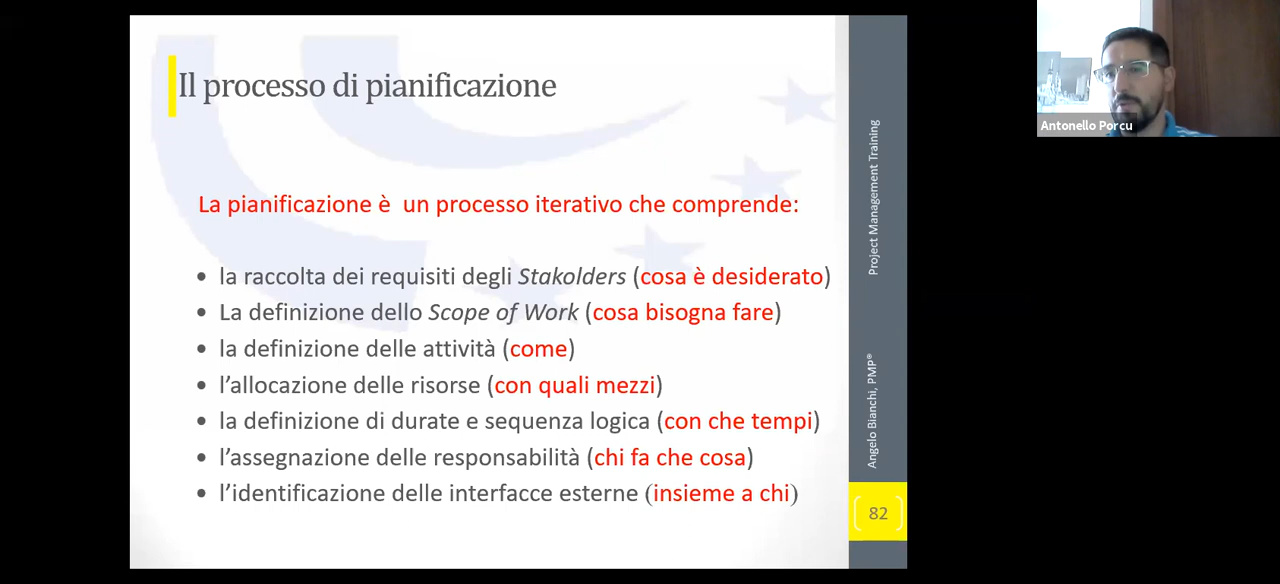 Il processo di pianificazione
La pianificazione è un processo iterativo che comprende:
• la raccolta dei requisiti degli Stakolders (cosa è desiderato)
• La definizione dello Scope of Work (cosa bisogna fare)
• la definizione delle attività (come)
• l’allocazione delle risorse (con quali mezzi)
• la definizione di durate e sequenza logica (con che tempi)
• l’assegnazione delle responsabilità (chi fa che cosa)
• l’identificazione delle interfacce esterne (insieme a chi)
Project Management Training
Angelo Bianchi, PMP®
82
Antonello Porcu